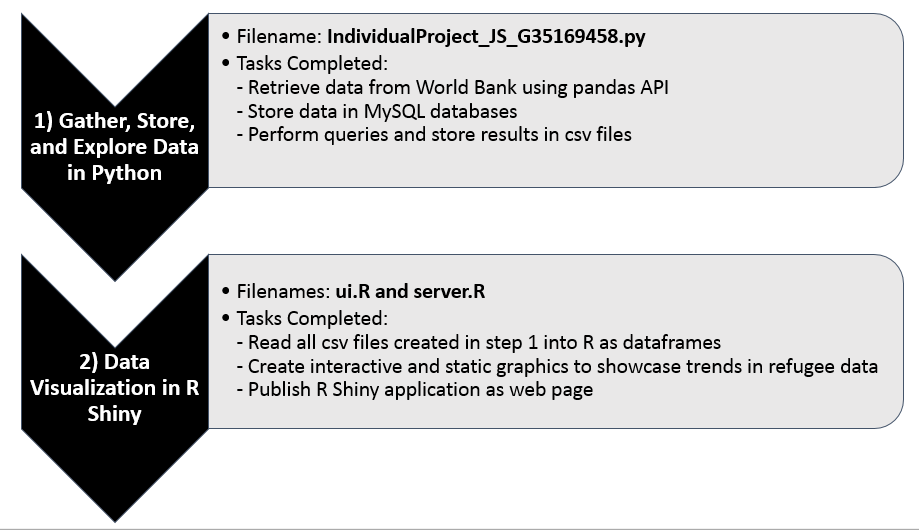 1) Gather, Store,
and Explore Data
in Python
• Filename: IndividualProject_JS_G35169458.py
• Tasks Completed:
- Retrieve data from World Bank using pandas API
- Store data in MySQL databases
- Perform queries and store results in csv files
2) Data
Visualization in R
Shiny
• Filenames: ui.R and server.R
• Tasks Completed:
- Read all csv files created in step 1 into R as dataframes
- Create interactive and static graphics to showcase trends in refugee data
- Publish R Shiny application as web page